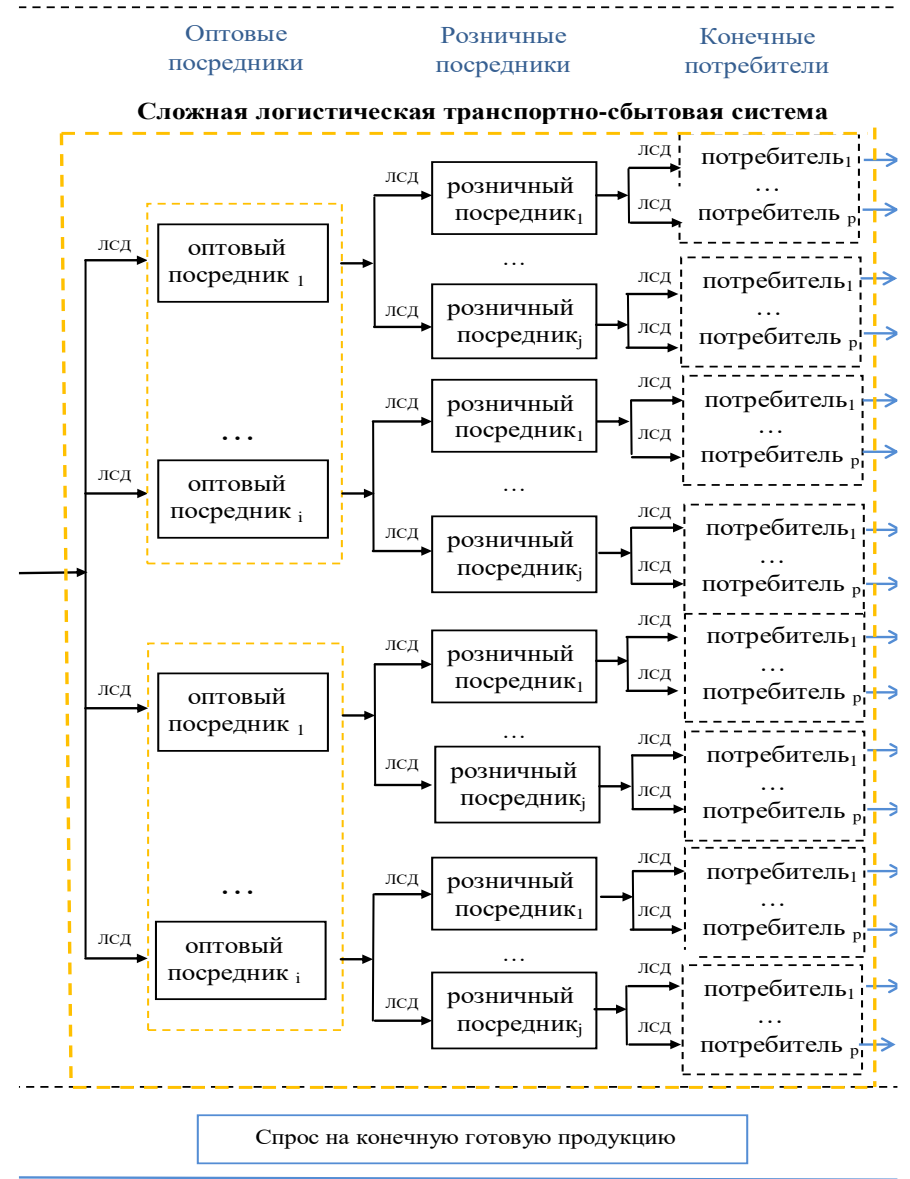 Оптовые
посредники
Розничные
посредники
Конечные
потребители
Сложная логистическая транспортно-сбытовая система
ЛСД
оптовый
посредник 1
ЛСД
розничный
посредник1
ЛСД
ЛСД
потребитель1
…
потребитель p
…
ЛСД
розничный
посредникj
ЛСД
ЛСД
потребитель1
…
потребитель p
…
ЛСД
оптовый
посредник i
ЛСД
розничный
посредник1
ЛСД
ЛСД
потребитель1
…
потребитель p
…
ЛСД
розничный
посредникj
ЛСД
ЛСД
потребитель1
…
потребитель p
ЛСД
оптовый
посредник 1
ЛСД
розничный
посредник1
ЛСД
ЛСД
потребитель1
…
потребитель p
…
ЛСД
розничный
посредникj
ЛСД
ЛСД
потребитель1
…
потребитель p
…
ЛСД
оптовый
посредник i
ЛСД
розничный
посредник1
ЛСД
ЛСД
потребитель1
…
потребитель p
…
ЛСД
розничный
посредникj
ЛСД
ЛСД
потребитель1
…
потребитель p
Спрос на конечную готовую продукцию